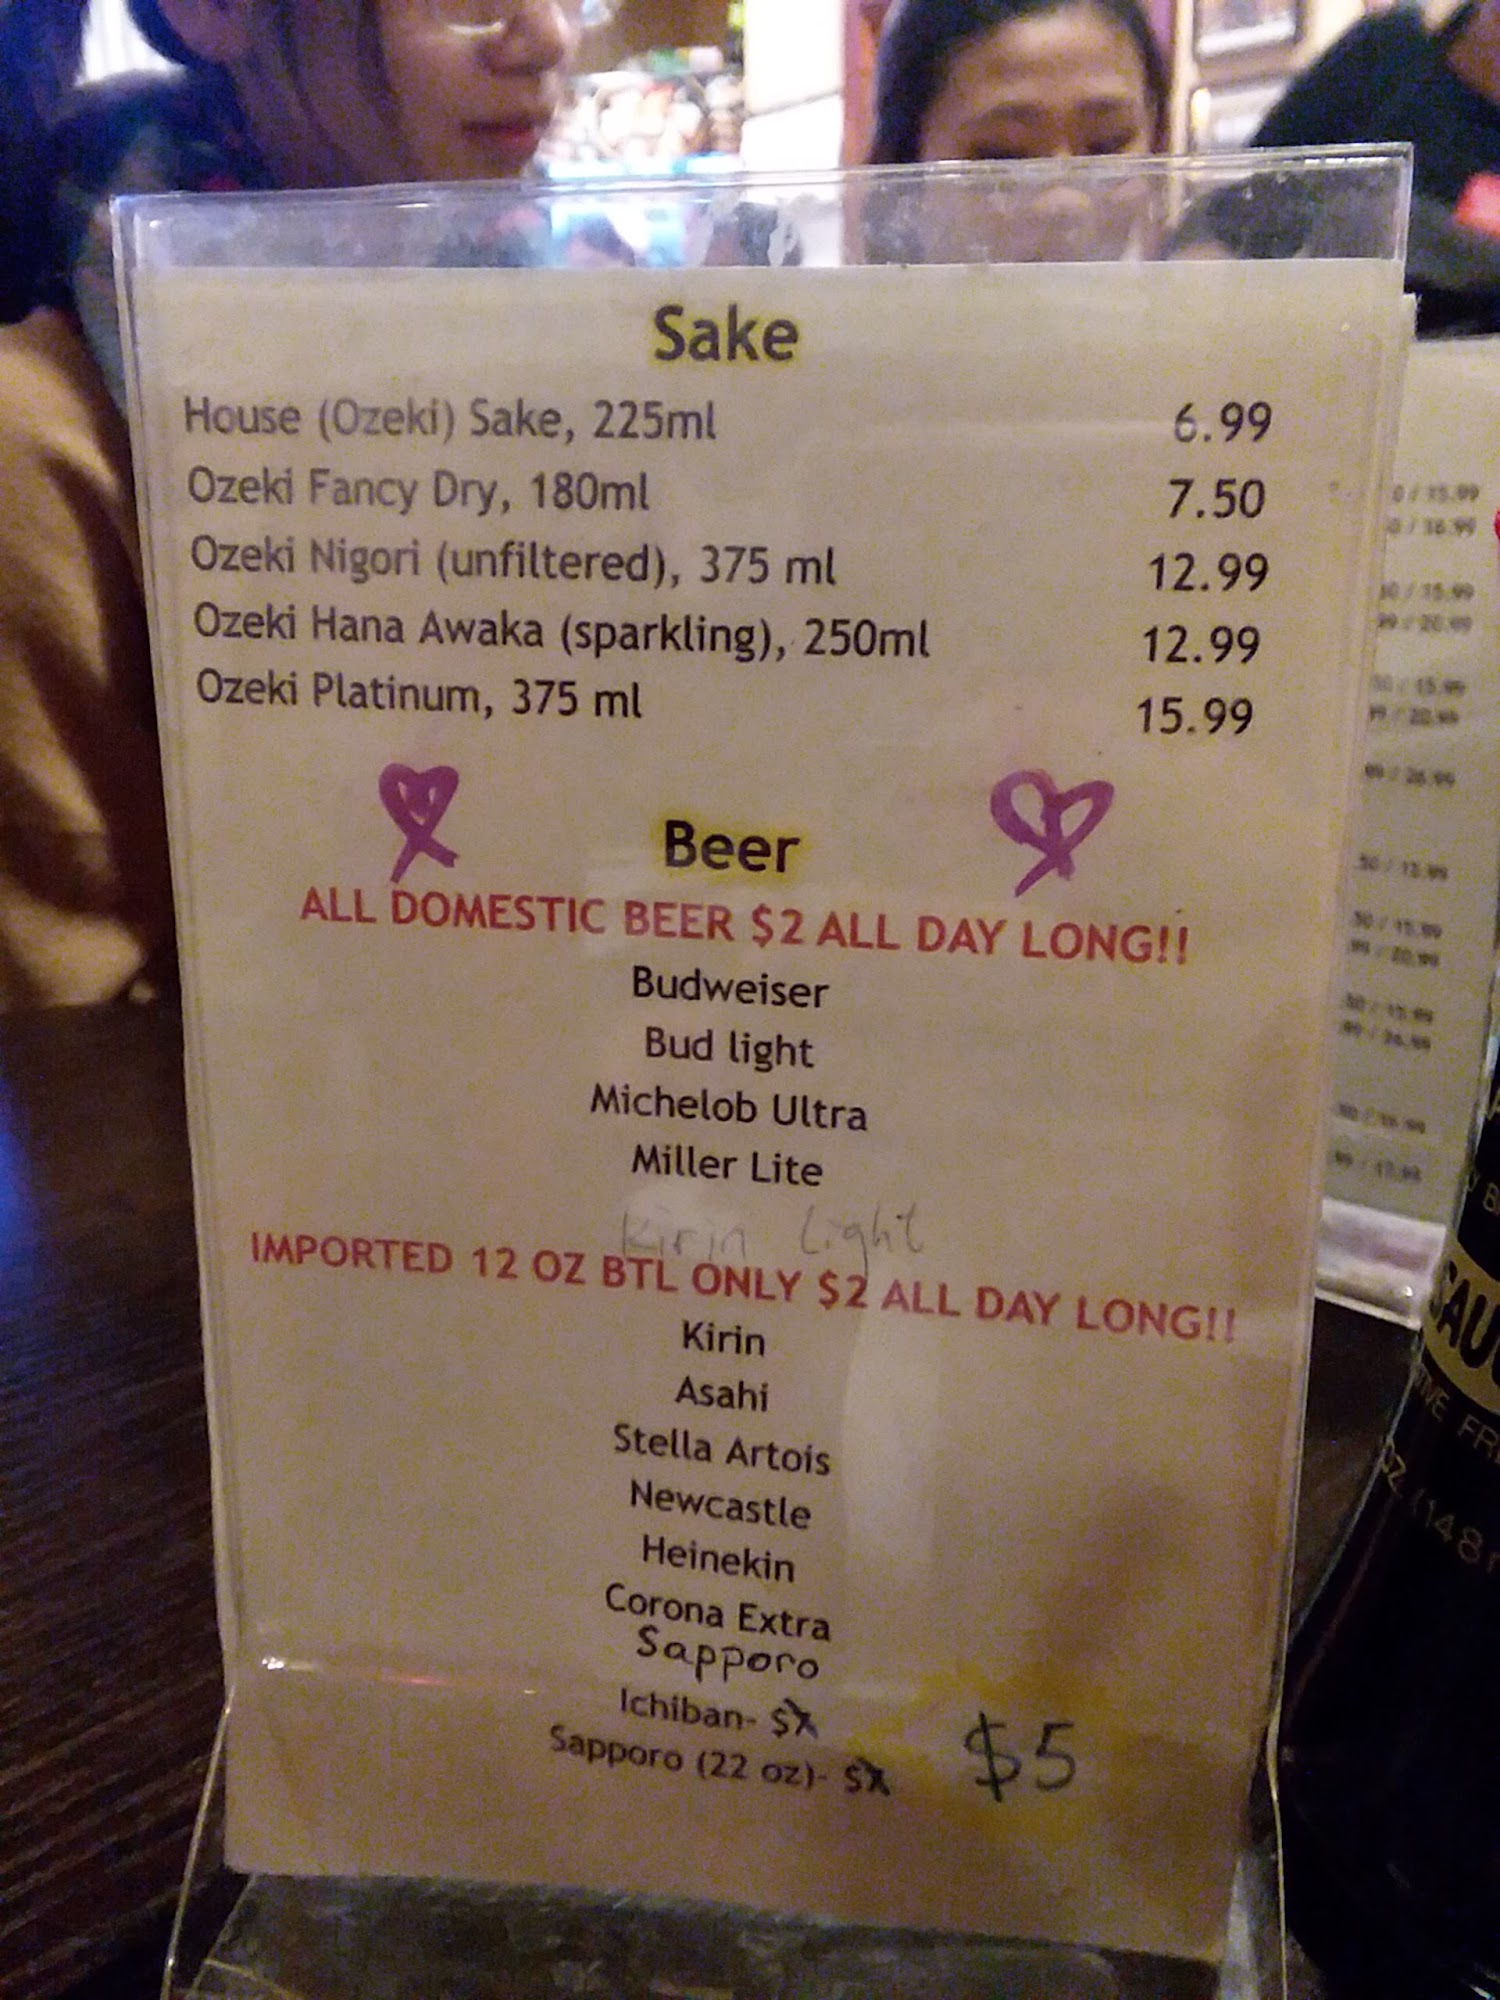 Sake
House (Ozeki) Sake, 225ml 6.99
Ozeki Fancy Dry, 180ml 7.50
Ozeki Nigori (unfiltered), 375 ml 12.99
Ozeki Hana Awaka (sparkling), 250ml 12.99
Ozeki Platinum, 375 ml 15.99
Beer
ALL DOMESTIC BEER $2 ALL DAY LONG!!
Budweiser
Bud light
Michelob Ultra
Miller Lite
Kirin Light
IMPORTED 12 OZ BTL ONLY $2 ALL DAY LONG!!
Kirin
Asahi
Stella Artois
Newcastle
Heinekin
Corona Extra
Sapporo
Ichiban- $
Sapporo (22 oz)- $
$5